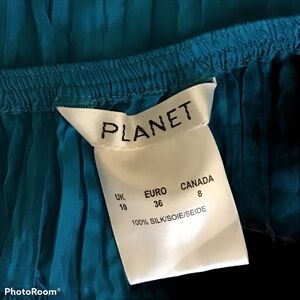 PLANET
UK EURO CANADA
10 36 8
100% SILK/SOIE/SEIDE
PhotoRoom